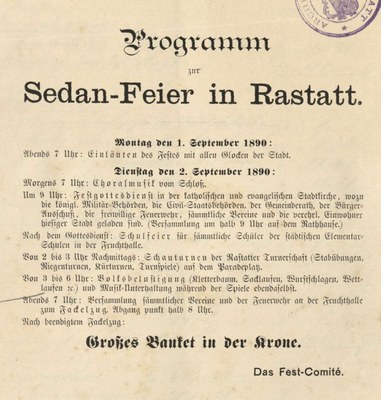 Programm
zur
Sedan-Feier in Rastatt.
Montag den 1. September 1890:
Abends 7 Uhr: Einläuten des Festes mit allen Glocken der Stadt.
Dienstag den 2. September 1890:
Morgens 7 Uhr: Choralmusik vom Schloß.
Um 9 Uhr: Festgottesdienst in der katholischen und evangelischen Stadtkirche, wozu
die königl. Militär-Behörden, die Civil-Staatsbehörden, der Gemeinderath, der Bürger-
Ausschuß, die freiwillige Feuerwehr, sämmtliche Vereine und die verehrl. Einwohner
hiesiger Stadt geladen sind. (Versammlung um halb 9 Uhr auf dem Rathhause.)
Nach dem Gottesdienst: Schulfeier für sämmtliche Schüler der städtischen Elementar-
Schulen in der Fruchthalle.
Von 2 bis 3 Uhr Nachmittags: Schauturnen der Rastatter Turnerschaft (Stabübungen,
Riegenturnen, Kürturnen, Turnspiele) auf dem Paradeplatz.
Von 3 bis 6 Uhr: Volksbelustigung (Kletterbaum, Sacklaufen, Wurstschlagen, Wett-
laufen ꝛc.) und Musik-Unterhaltung während der Spiele ebendaselbst.
Abends 7 Uhr: Versammlung sämmtlicher Vereine und der Feuerwehr an der Fruchthalle
zum Fackelzug. Abgang punkt halb 8 Uhr.
Nach beendigtem Fackelzug:
Großes Banket in der Krone.
Das Fest-Comité.